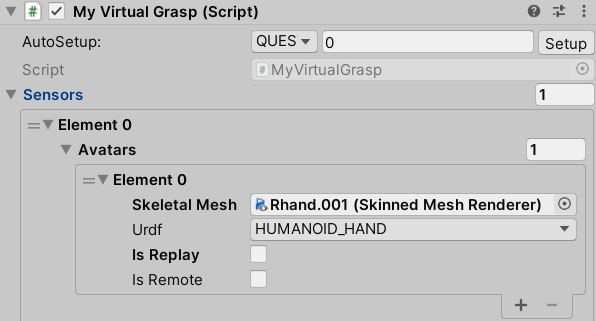 # My Virtual Grasp (Script)
AutoSetup: QUES 0 Setup
Script # MyVirtualGrasp
Sensors 1
Element 0
Avatars 1
Element 0
Skeletal Mesh Rhand.001 (Skinned Mesh Renderer)
Urdf HUMANOID_HAND
Is Replay
Is Remote
+ −